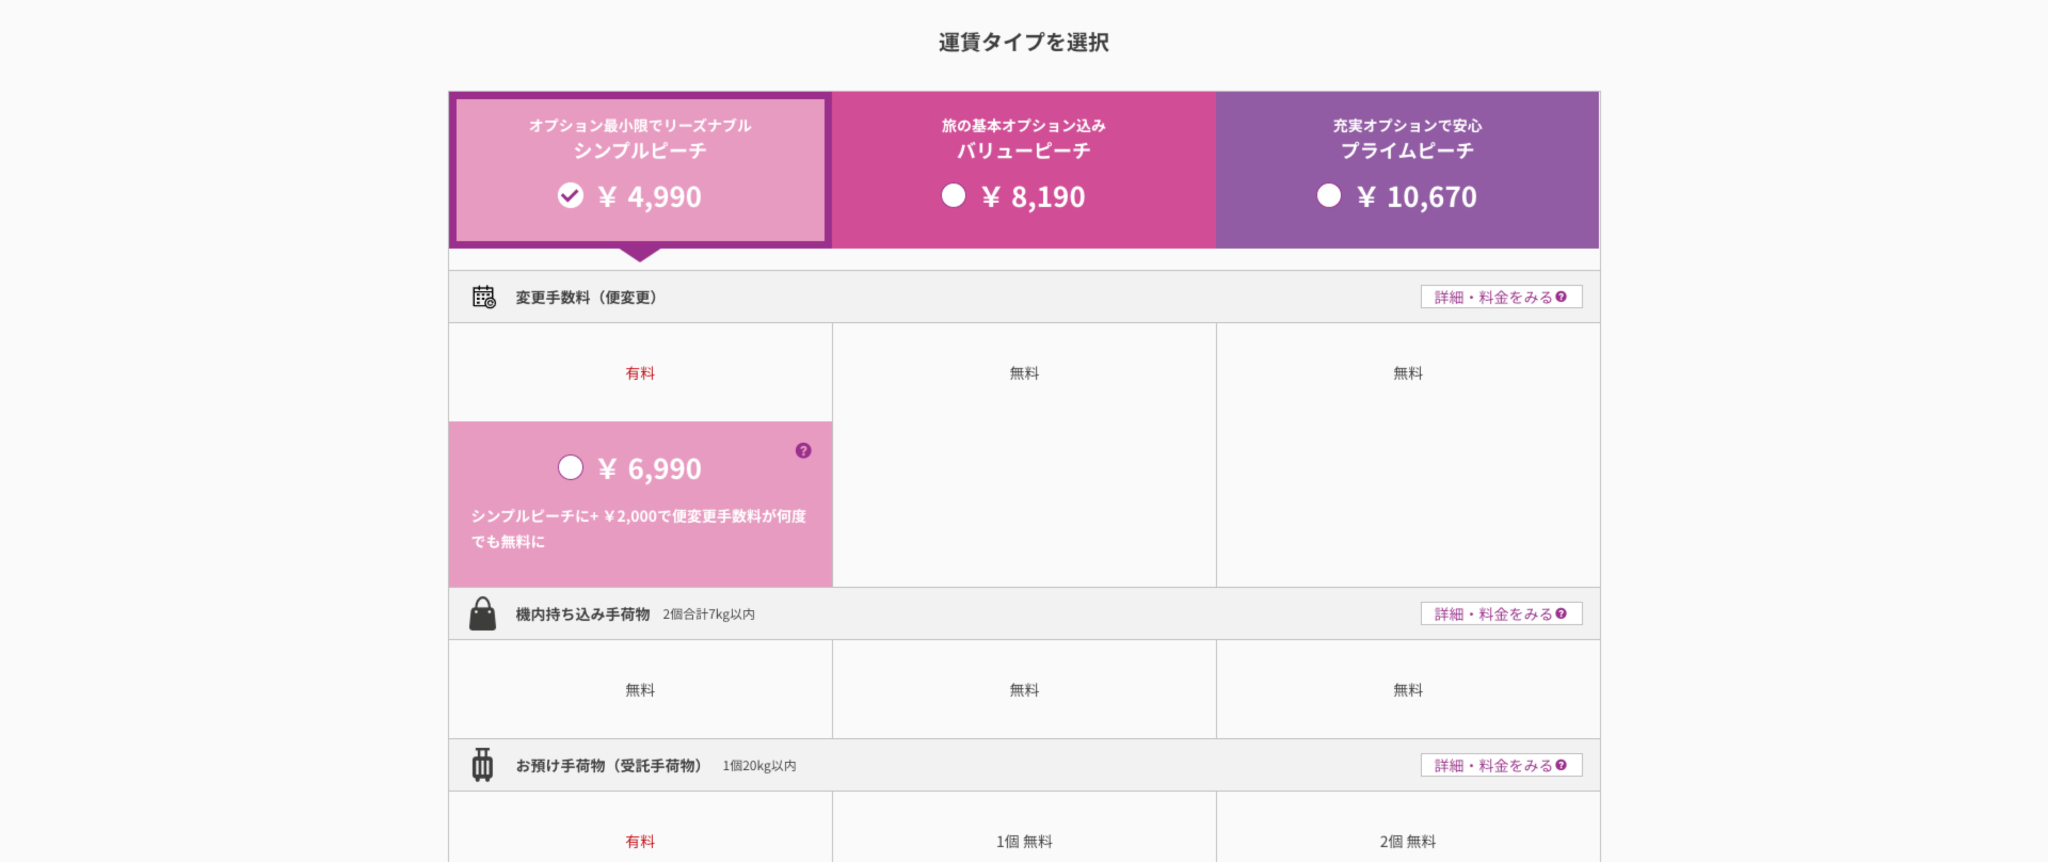 運賃タイプを選択
オプション最小限でリーズナブル
シンプルピーチ
¥ 4,990
旅の基本オプション込み
バリューピーチ
¥ 8,190
充実オプションで安心
プライムピーチ
¥ 10,670
変更手数料（便変更）
詳細・料金をみる?
有料
無料
無料
?
¥ 6,990
シンプルピーチに+ ¥2,000で便変更手数料が何度
でも無料に
機内持ち込み手荷物 2個合計7kg以内
詳細・料金をみる?
無料
無料
無料
お預け手荷物（受託手荷物） 1個20kg以内
詳細・料金をみる?
有料
1個 無料
2個 無料